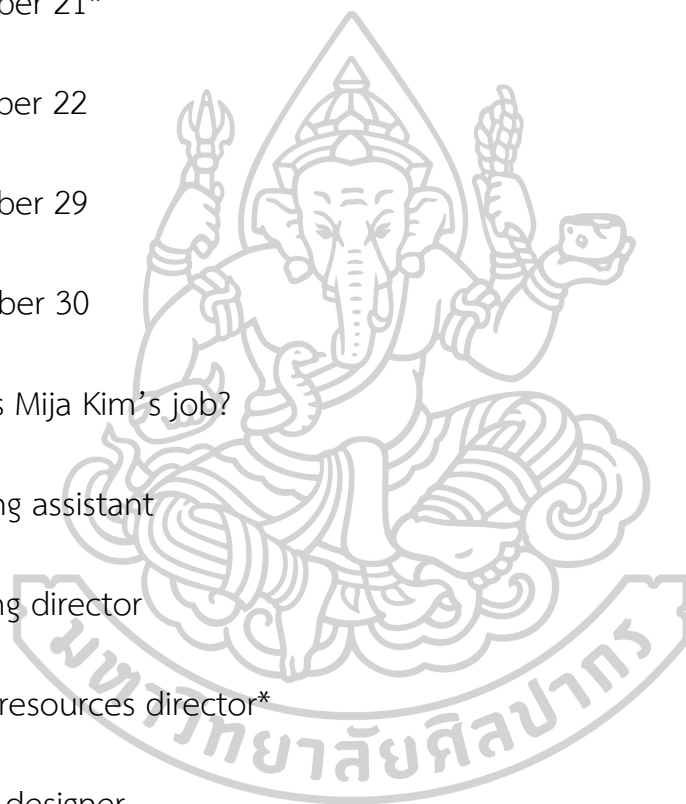 ber 21*
ber 22
ber 29
ber 30
s Mija Kim’s job?
ng assistant
ng director
resources director*
designer
มหาวิทยาลัยศิลปากร